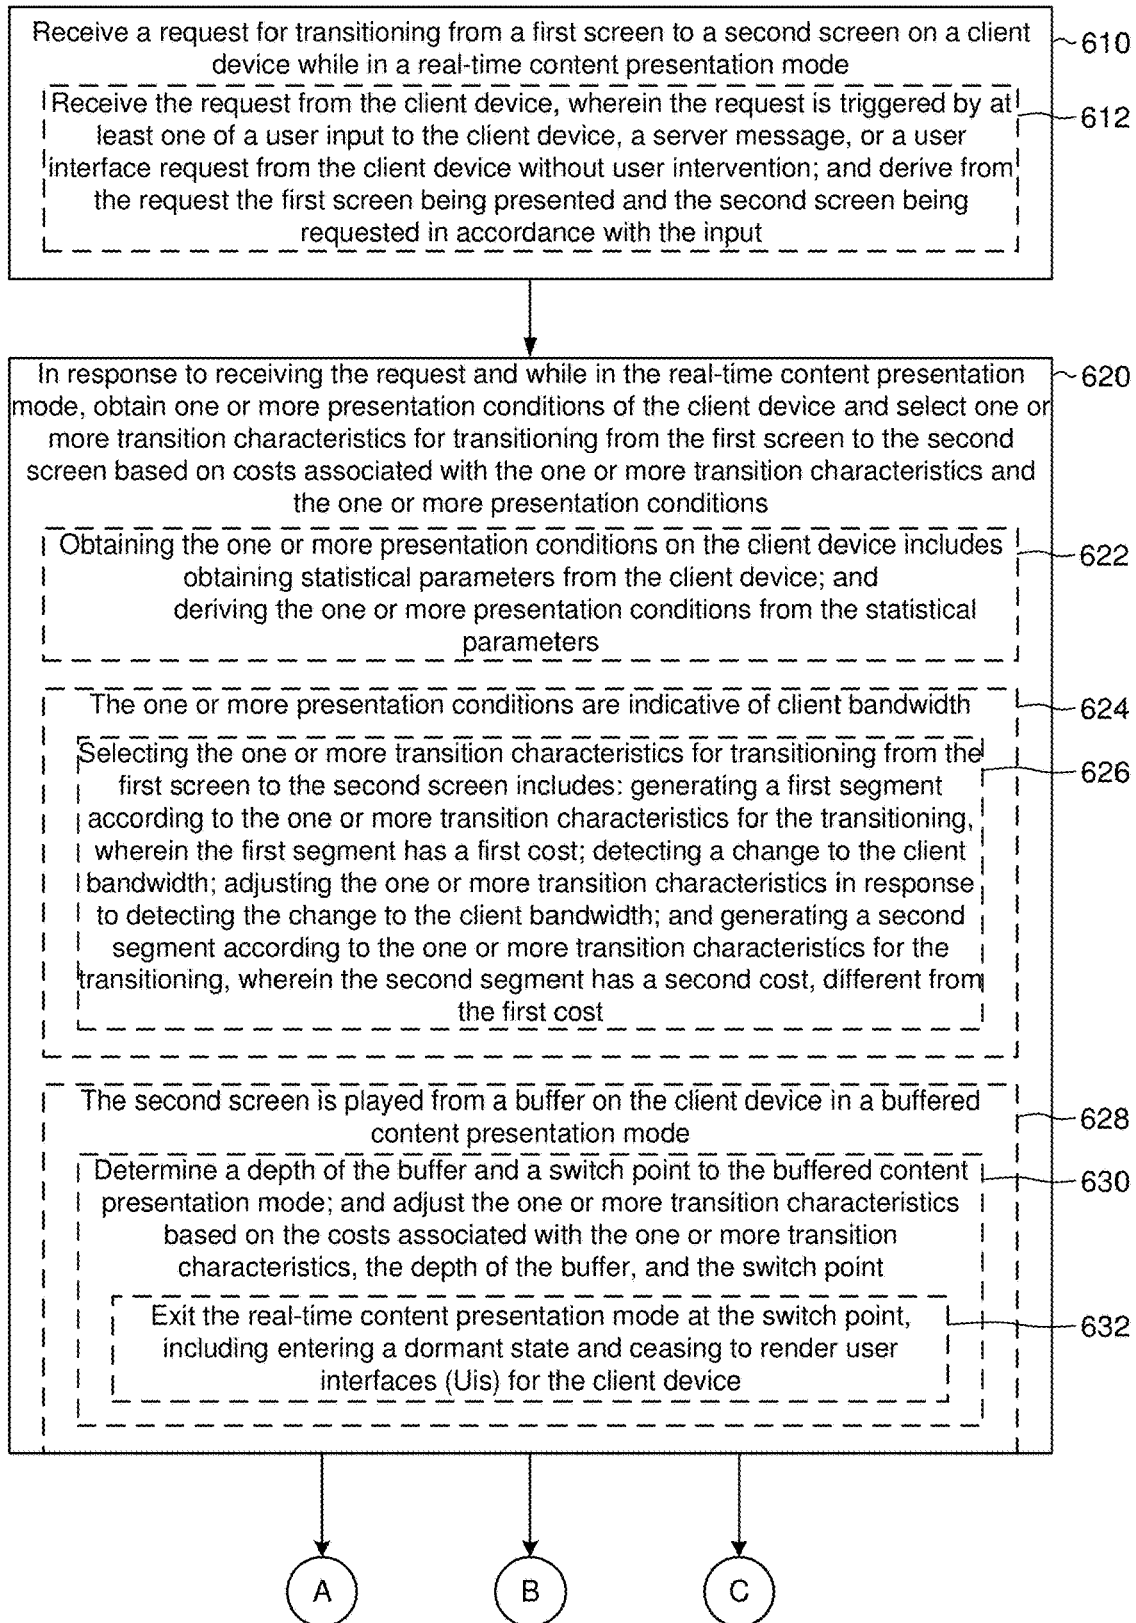 Receive a request for transitioning from a first screen to a second screen on a client
device while in a real-time content presentation mode
610
Receive the request from the client device, wherein the request is triggered by at
least one of a user input to the client device, a server message, or a user
interface request from the client device without user intervention; and derive from
the request the first screen being presented and the second screen being
requested in accordance with the input
612
In response to receiving the request and while in the real-time content presentation
mode, obtain one or more presentation conditions of the client device and select one or
more transition characteristics for transitioning from the first screen to the second
screen based on costs associated with the one or more transition characteristics and
the one or more presentation conditions
620
Obtaining the one or more presentation conditions on the client device includes
obtaining statistical parameters from the client device; and
deriving the one or more presentation conditions from the statistical
parameters
622
The one or more presentation conditions are indicative of client bandwidth
624
Selecting the one or more transition characteristics for transitioning from the
first screen to the second screen includes: generating a first segment
according to the one or more transition characteristics for the transitioning,
wherein the first segment has a first cost; detecting a change to the client
bandwidth; adjusting the one or more transition characteristics in response
to detecting the change to the client bandwidth; and generating a second
segment according to the one or more transition characteristics for the
transitioning, wherein the second segment has a second cost, different from
the first cost
626
The second screen is played from a buffer on the client device in a buffered
content presentation mode
628
Determine a depth of the buffer and a switch point to the buffered content
presentation mode; and adjust the one or more transition characteristics
based on the costs associated with the one or more transition
characteristics, the depth of the buffer, and the switch point
630
Exit the real-time content presentation mode at the switch point,
including entering a dormant state and ceasing to render user
interfaces (Uis) for the client device
632
A
B
C